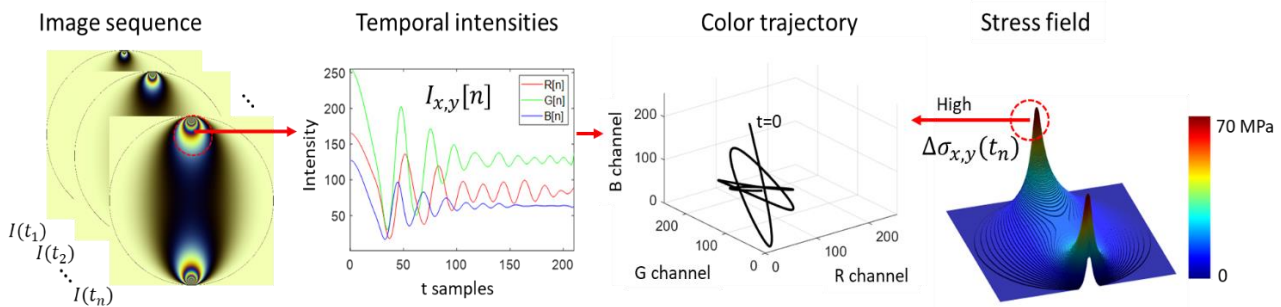 Image sequence
I(t₁)
I(t₂)
I(tₙ)
Temporal intensities
Intensity
250
200
150
100
50
0
50
100
150
200
t samples
Iₓ,ᵧ[n]
R[n]
G[n]
B[n]
Color trajectory
B channel
200
100
0
t=0
200
100
0
G channel
0
100
200
R channel
Stress field
High
Δσₓ,ᵧ(tₙ)
70 MPa
0